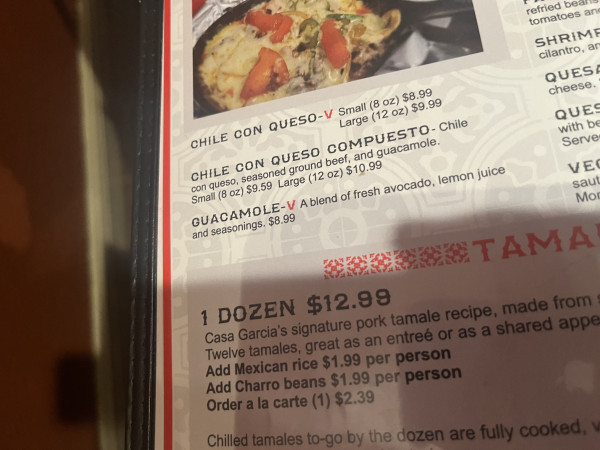 CHILE CON QUESO-V Small (8 oz) $8.99
Large (12 oz) $9.99
CHILE CON QUESO COMPUESTO- Chile
con queso, seasoned ground beef, and guacamole.
Small (8 oz) $9.59 Large (12 oz) $10.99
GUACAMOLE-V A blend of fresh avocado, lemon juice
and seasonings. $8.99
refried beans
tomatoes and
SHRIM
cilantro, an
QUESA
cheese.
QUES
with be
Serve
VEG
saut
Mor
TAMA
1 DOZEN $12.99
Casa Garcia's signature pork tamale recipe, made from
Twelve tamales, great as an entreé or as a shared appe
Add Mexican rice $1.99 per person
Add Charro beans $1.99 per person
Order a la carte (1) $2.39
Chilled tamales to-go by the dozen are fully cooked,